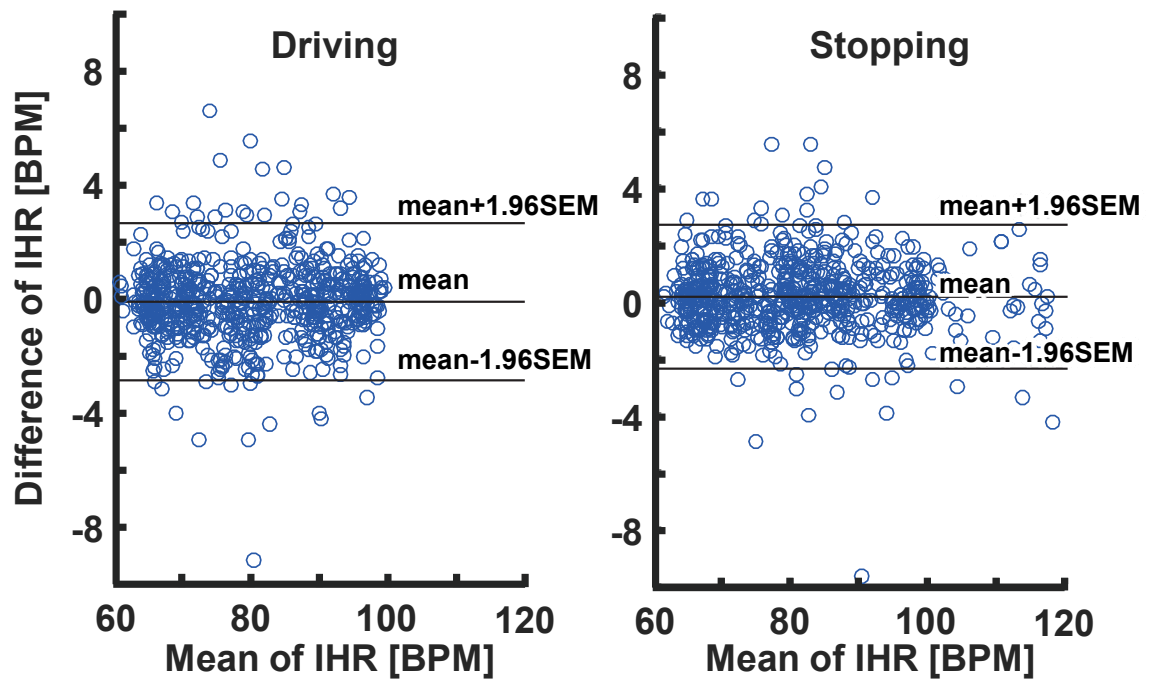 Driving
Difference of IHR [BPM]
8
4
0
-4
-8
mean+1.96SEM
mean
mean-1.96SEM
60
80
100
120
Mean of IHR [BPM]
Stopping
8
4
0
-4
-8
mean+1.96SEM
mean
mean-1.96SEM
60
80
100
120
Mean of IHR [BPM]